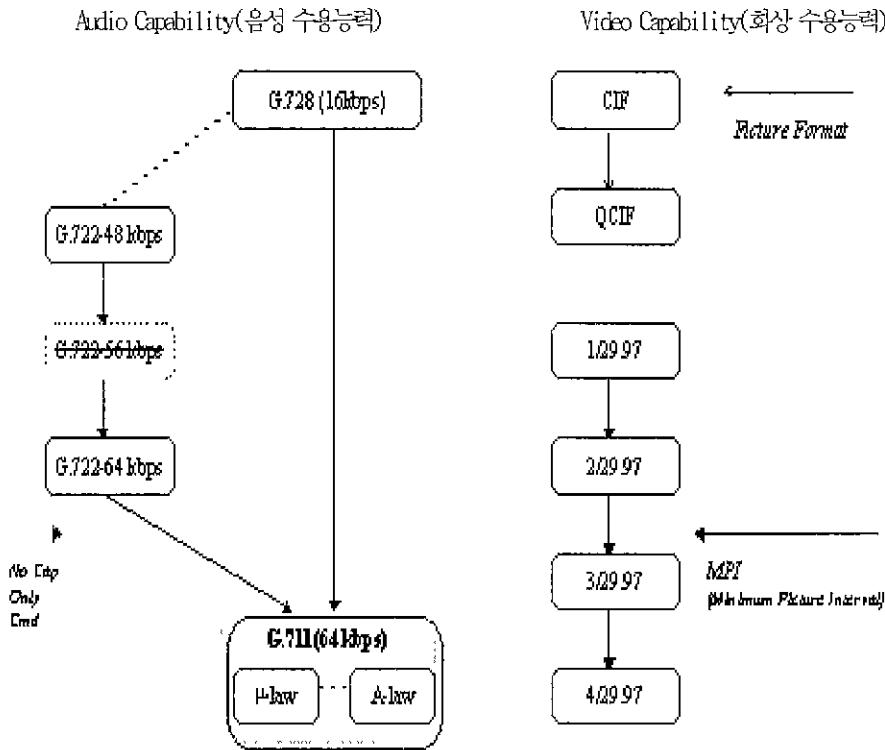 Audio Capability(음성 수용능력)
G.728 (16kbps)
G.722-48 kbps
G.722-56 kbps
G.722-64 kbps
No Cap
Only
Cmd
G.711(64 kbps)
μ-law
A-law
Video Capability(화상 수용능력)
CIF
Picture Format
QCIF
1/29.97
2/29.97
3/29.97
MPI
(Minimum Picture Interval)
4/29.97